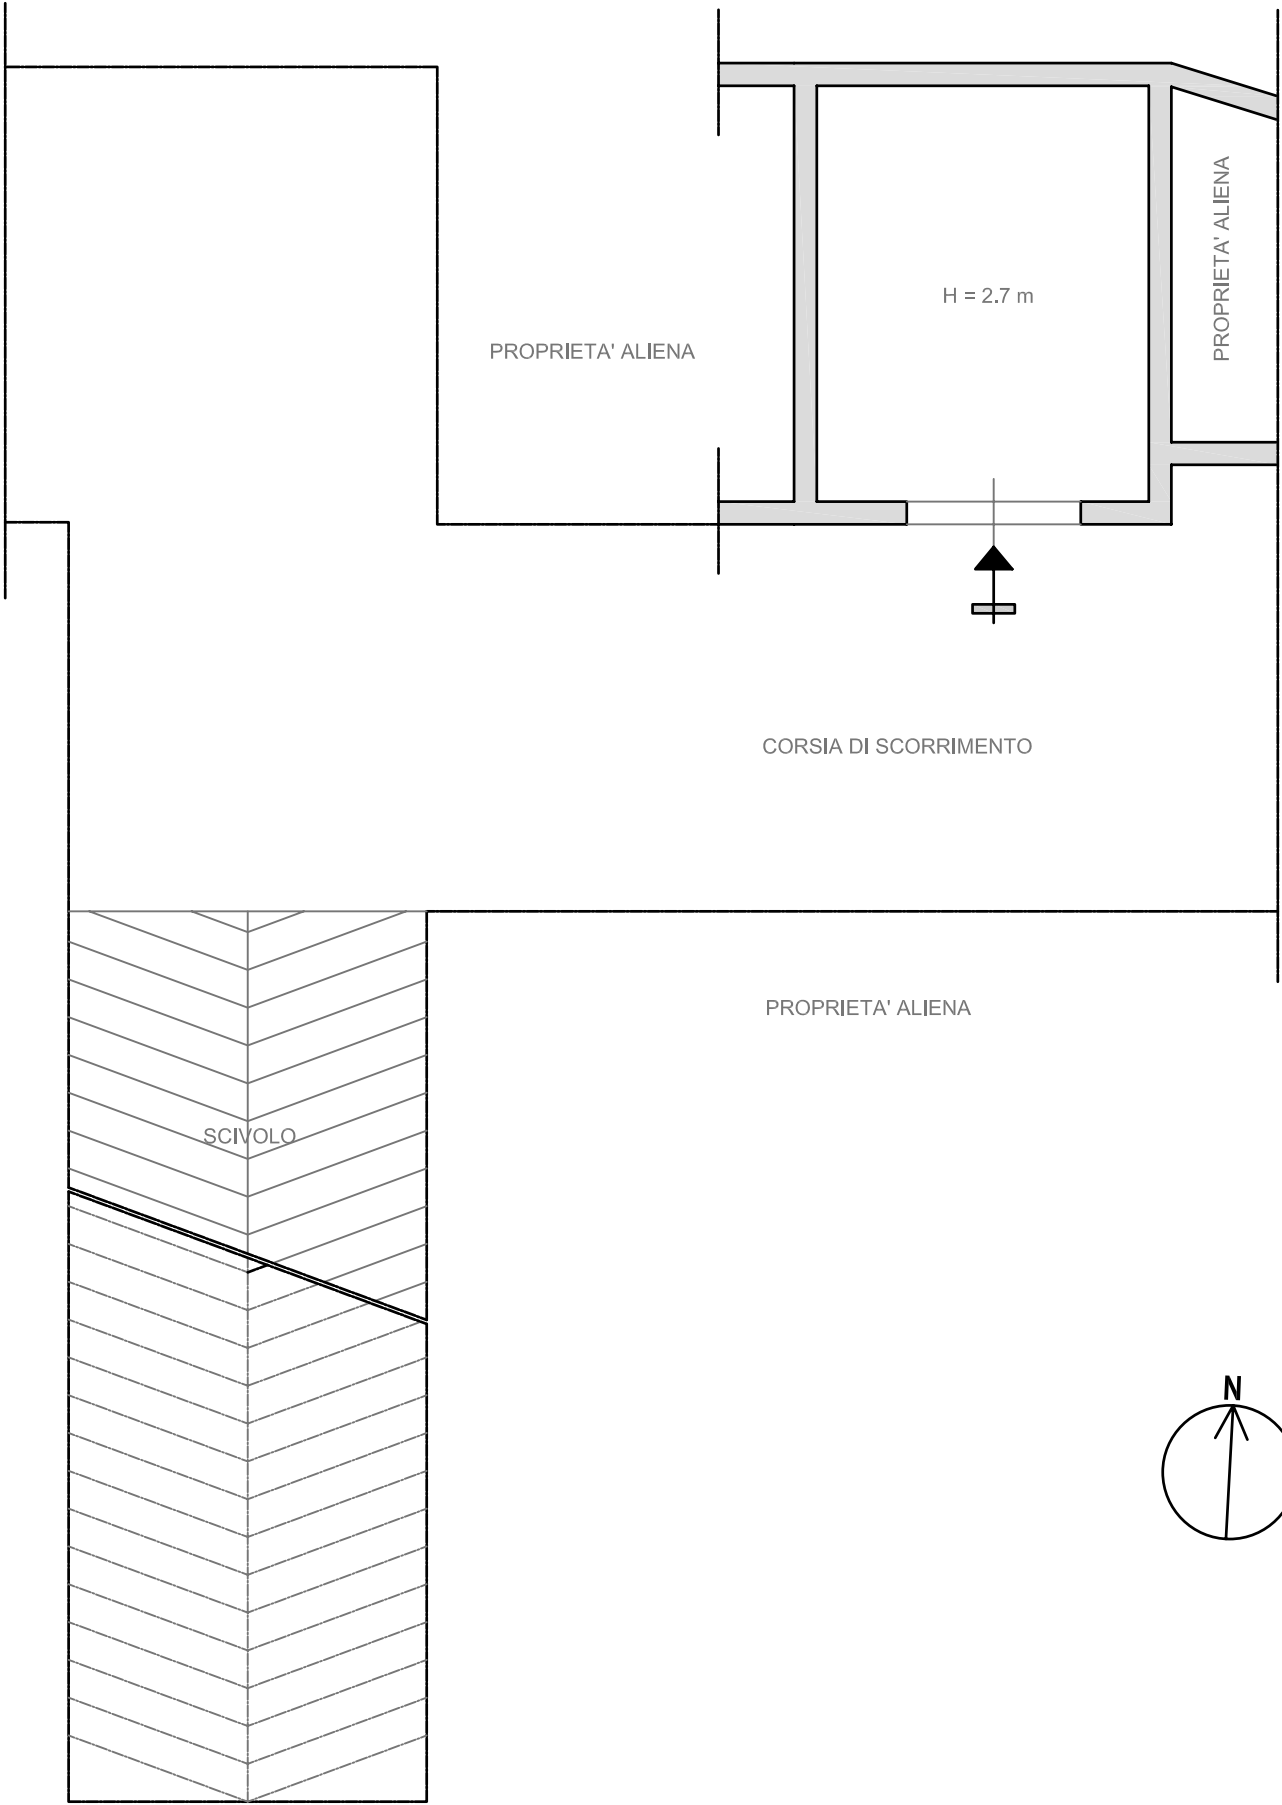 PROPRIETA' ALIENA
H = 2.7 m
PROPRIETA' ALIENA
CORSIA DI SCORRIMENTO
PROPRIETA' ALIENA
SCIVOLO
N